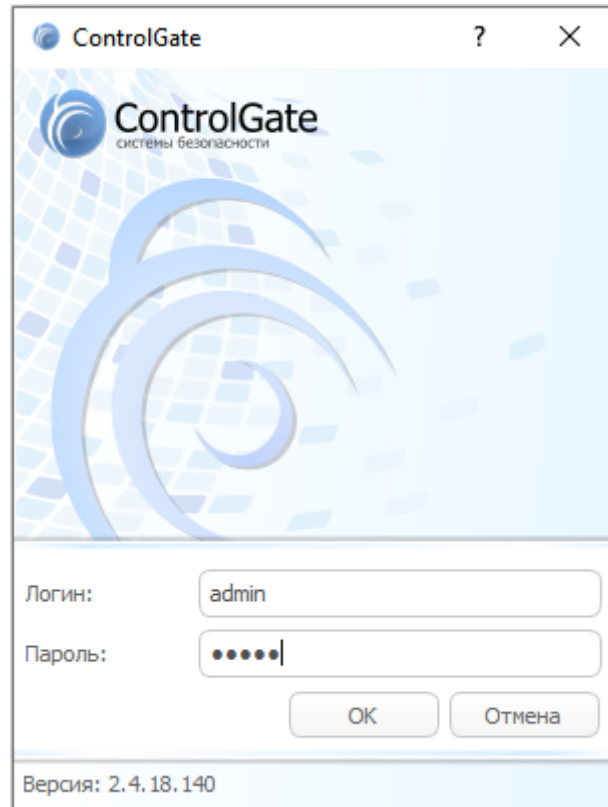 ControlGate
ControlGate
системы безопасности
Логин: admin
Пароль: •••••
OK Отмена
Версия: 2.4.18.140